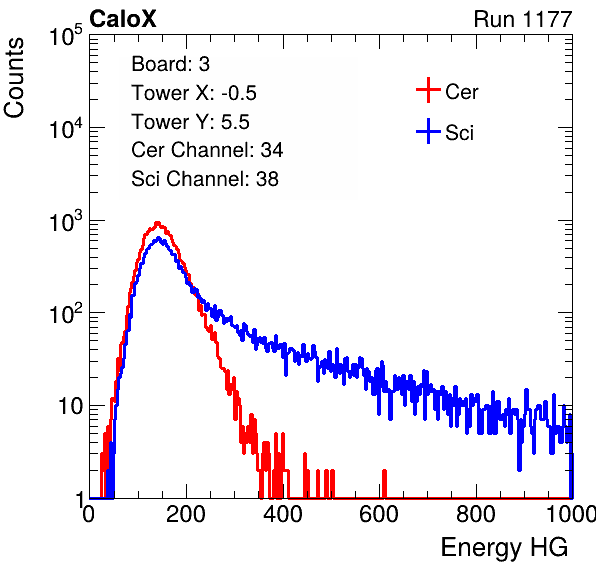 CaloX Run 1177
Counts
10^5
10^4
10^3
10^2
10
1
Board: 3
Tower X: -0.5
Tower Y: 5.5
Cer Channel: 34
Sci Channel: 38
Cer
Sci
0 200 400 600 800 1000
Energy HG